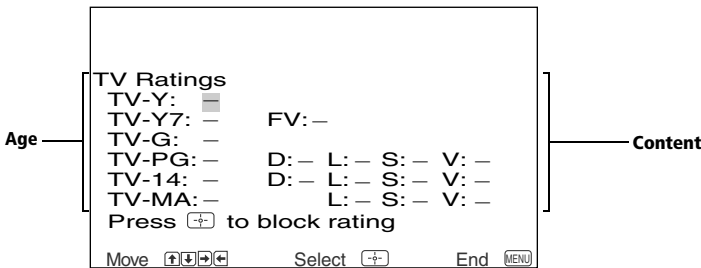 TV Ratings
TV-Y: –
TV-Y7: – FV: –
TV-G: –
TV-PG: – D: – L: – S: – V: –
TV-14: – D: – L: – S: – V: –
TV-MA: – L: – S: – V: –
Press to block rating
Move Select End MENU
Age
Content